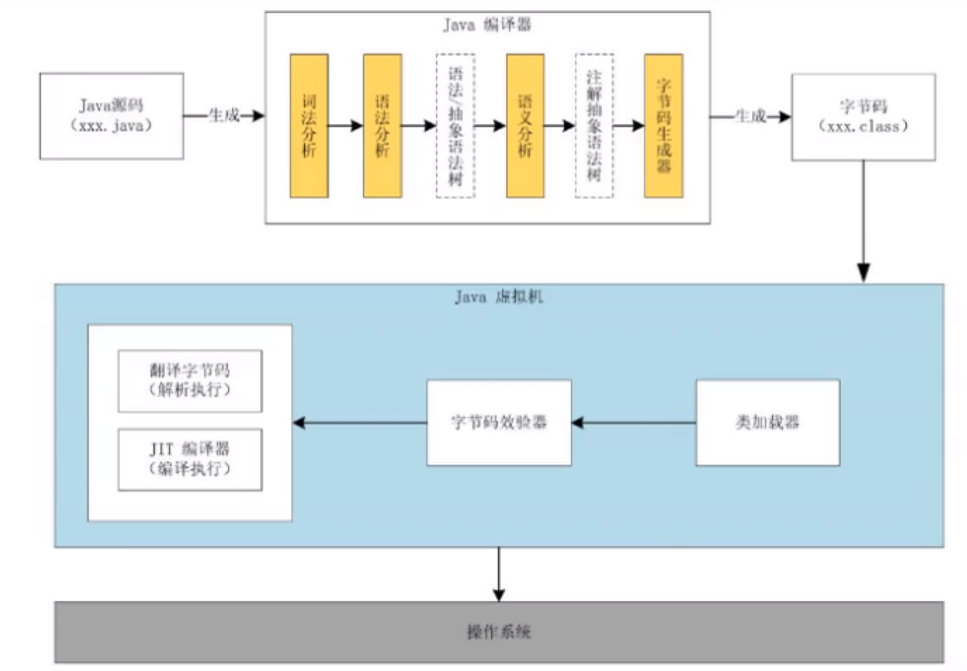 Java 编译器
Java源码
（xxx.java）
生成
词法分析
语法分析
语法/抽象语法树
语义分析
注解抽象语法树
字节码生成器
生成
字节码
（xxx.class）
Java 虚拟机
翻译字节码
（解析执行）
JIT 编译器
（编译执行）
字节码效验器
类加载器
操作系统